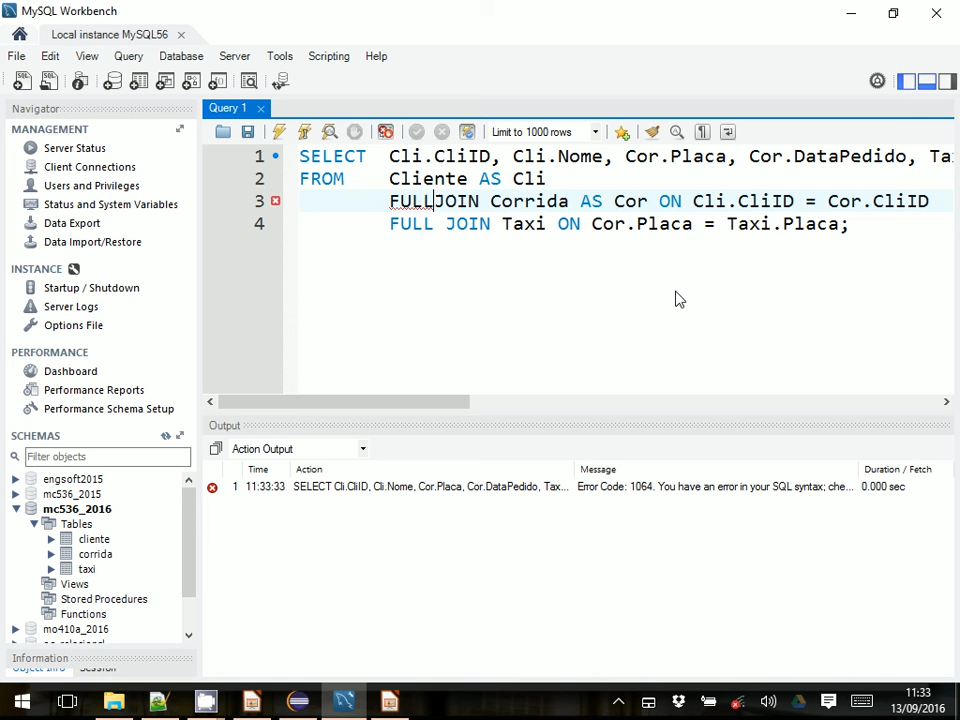 MySQL Workbench
Local instance MySQL56
File Edit View Query Database Server Tools Scripting Help
Navigator
MANAGEMENT
Server Status
Client Connections
Users and Privileges
Status and System Variables
Data Export
Data Import/Restore
INSTANCE
Startup / Shutdown
Server Logs
Options File
PERFORMANCE
Dashboard
Performance Reports
Performance Schema Setup
SCHEMAS
Filter objects
engsoft2015
mc536_2015
mc536_2016
Tables
cliente
corrida
taxi
Views
Stored Procedures
Functions
mo410a_2016
Information
Object Info Session
Query 1
Limit to 1000 rows
1 SELECT Cli.CliID, Cli.Nome, Cor.Placa, Cor.DataPedido, Ta
2 FROM Cliente AS Cli
3 FULLJOIN Corrida AS Cor ON Cli.CliID = Cor.CliID
4 FULL JOIN Taxi ON Cor.Placa = Taxi.Placa;
Output
Action Output
Time Action Message Duration / Fetch
1 11:33:33 SELECT Cli.CliID, Cli.Nome, Cor.Placa, Cor.DataPedido, Tax... Error Code: 1064. You have an error in your SQL syntax; che... 0.000 sec
11:33
13/09/2016